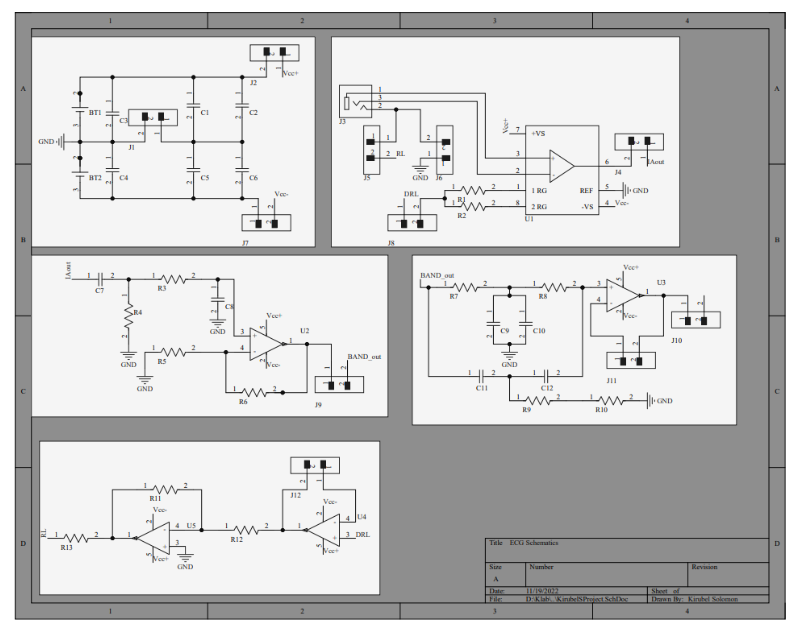 1 2 3 4
A A
B B
C C
D D
1 2 3 4
2 1
J2
Vcc+
BT1
C3
J1
C1
C2
GND
BT2
C4
C5
C6
Vcc-
J7
J3
1
3
2
J5
RL
GND
J6
Vcc+
7 +VS
3
2
1 1 RG
8 2 RG
6
REF 5 GND
-VS 4 Vcc-
U1
J4
IAout
DRL
R1
R2
J8
IAout
C7
R3
R4
C8
GND
GND
R5
GND
Vcc+
U2
Vcc-
R6
BAND_out
J9
BAND_out
R7
R8
C9
C10
GND
C11
C12
R9
R10
GND
Vcc+
U3
Vcc-
J10
J11
RL
R13
R11
Vcc-
U5
Vcc+
GND
R12
J12
Vcc-
U4
DRL
Vcc+
Title ECG Schematics
Size Number Revision
A
Date: 11/19/2022 Sheet of
File: D:\Klab\..\KirubelSProject.SchDoc Drawn By: Kirubel Solomon